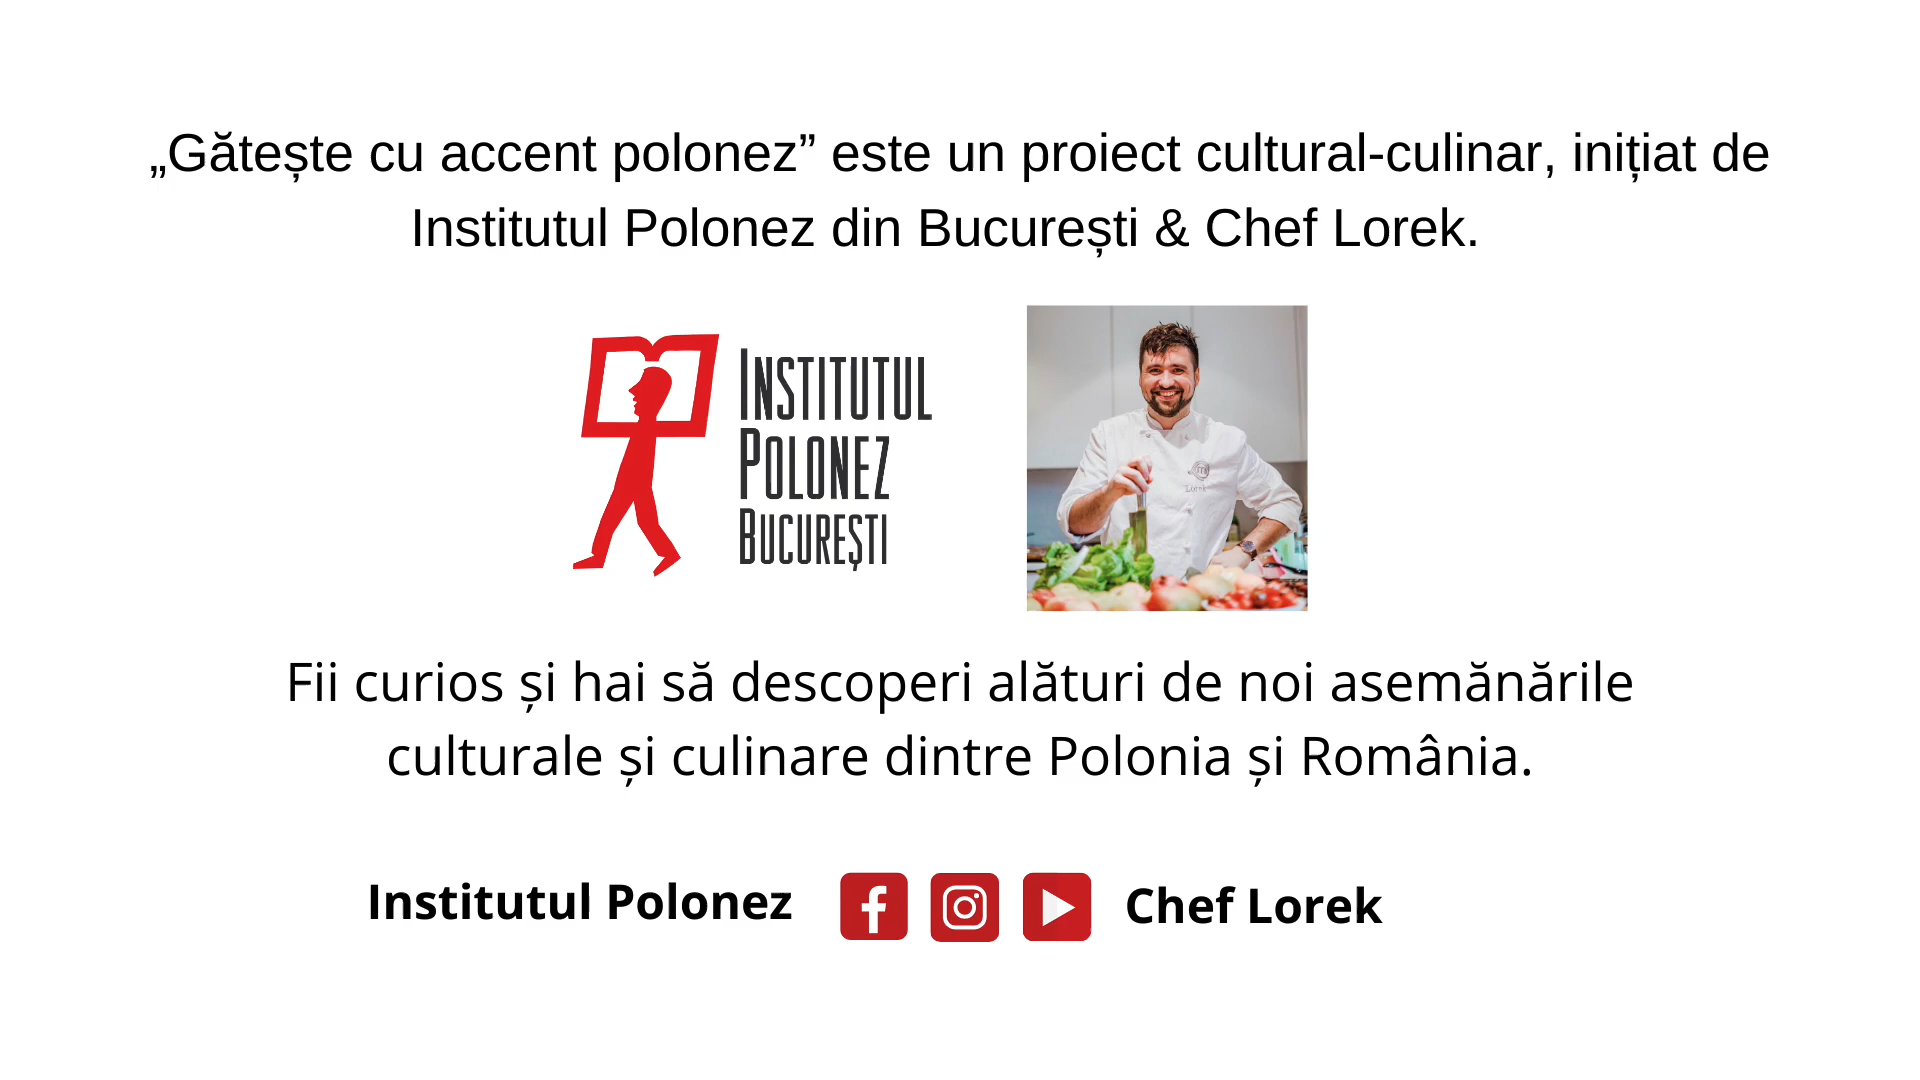 „Gătește cu accent polonez” este un proiect cultural-culinar, inițiat de
Institutul Polonez din București & Chef Lorek.
INSTITUTUL
POLONEZ
BUCUREȘTI
Lorek
Fii curios și hai să descoperi alături de noi asemănările
culturale și culinare dintre Polonia și România.
Institutul Polonez
Chef Lorek